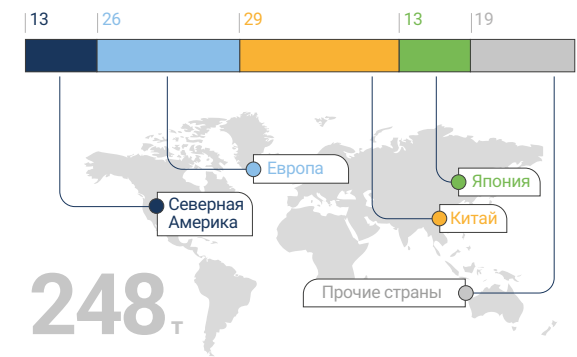 13 26 29 13 19
Европа
Япония
Северная
Америка
Китай
Прочие страны
248 т